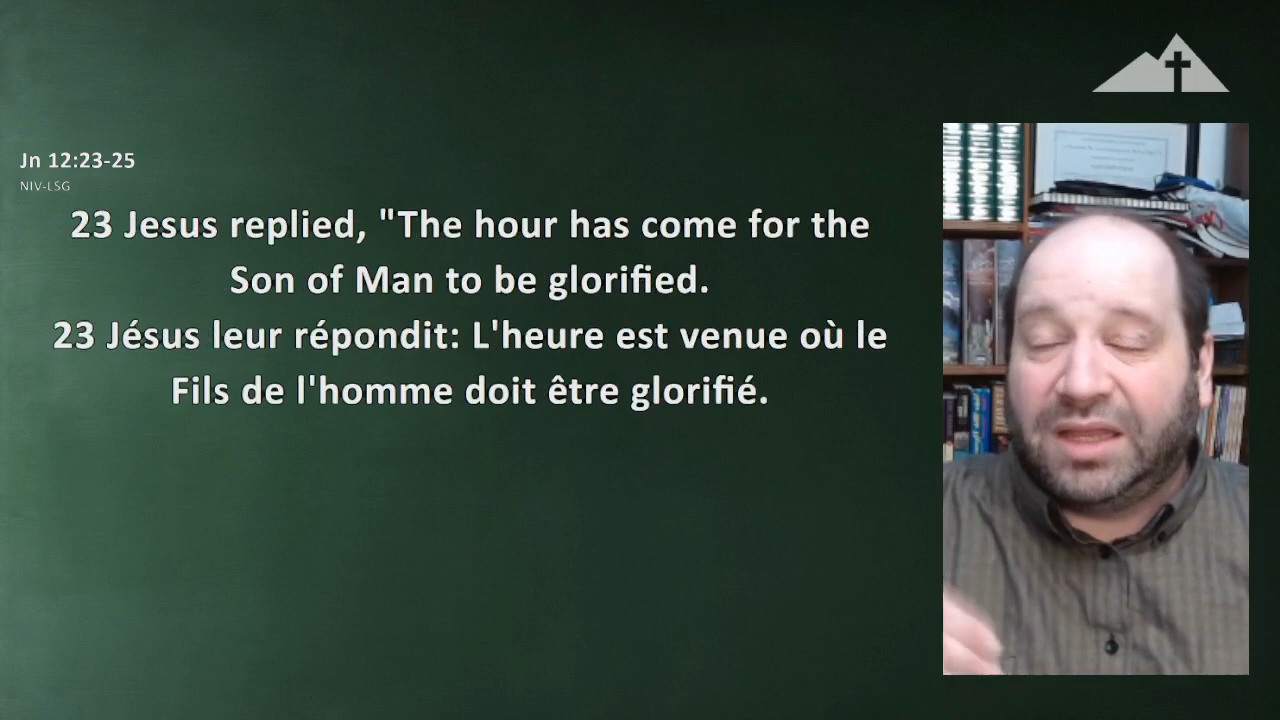 Jn 12:23-25
NIV-LSG
23 Jesus replied, "The hour has come for the
Son of Man to be glorified.
23 Jésus leur répondit: L'heure est venue où le
Fils de l'homme doit être glorifié.